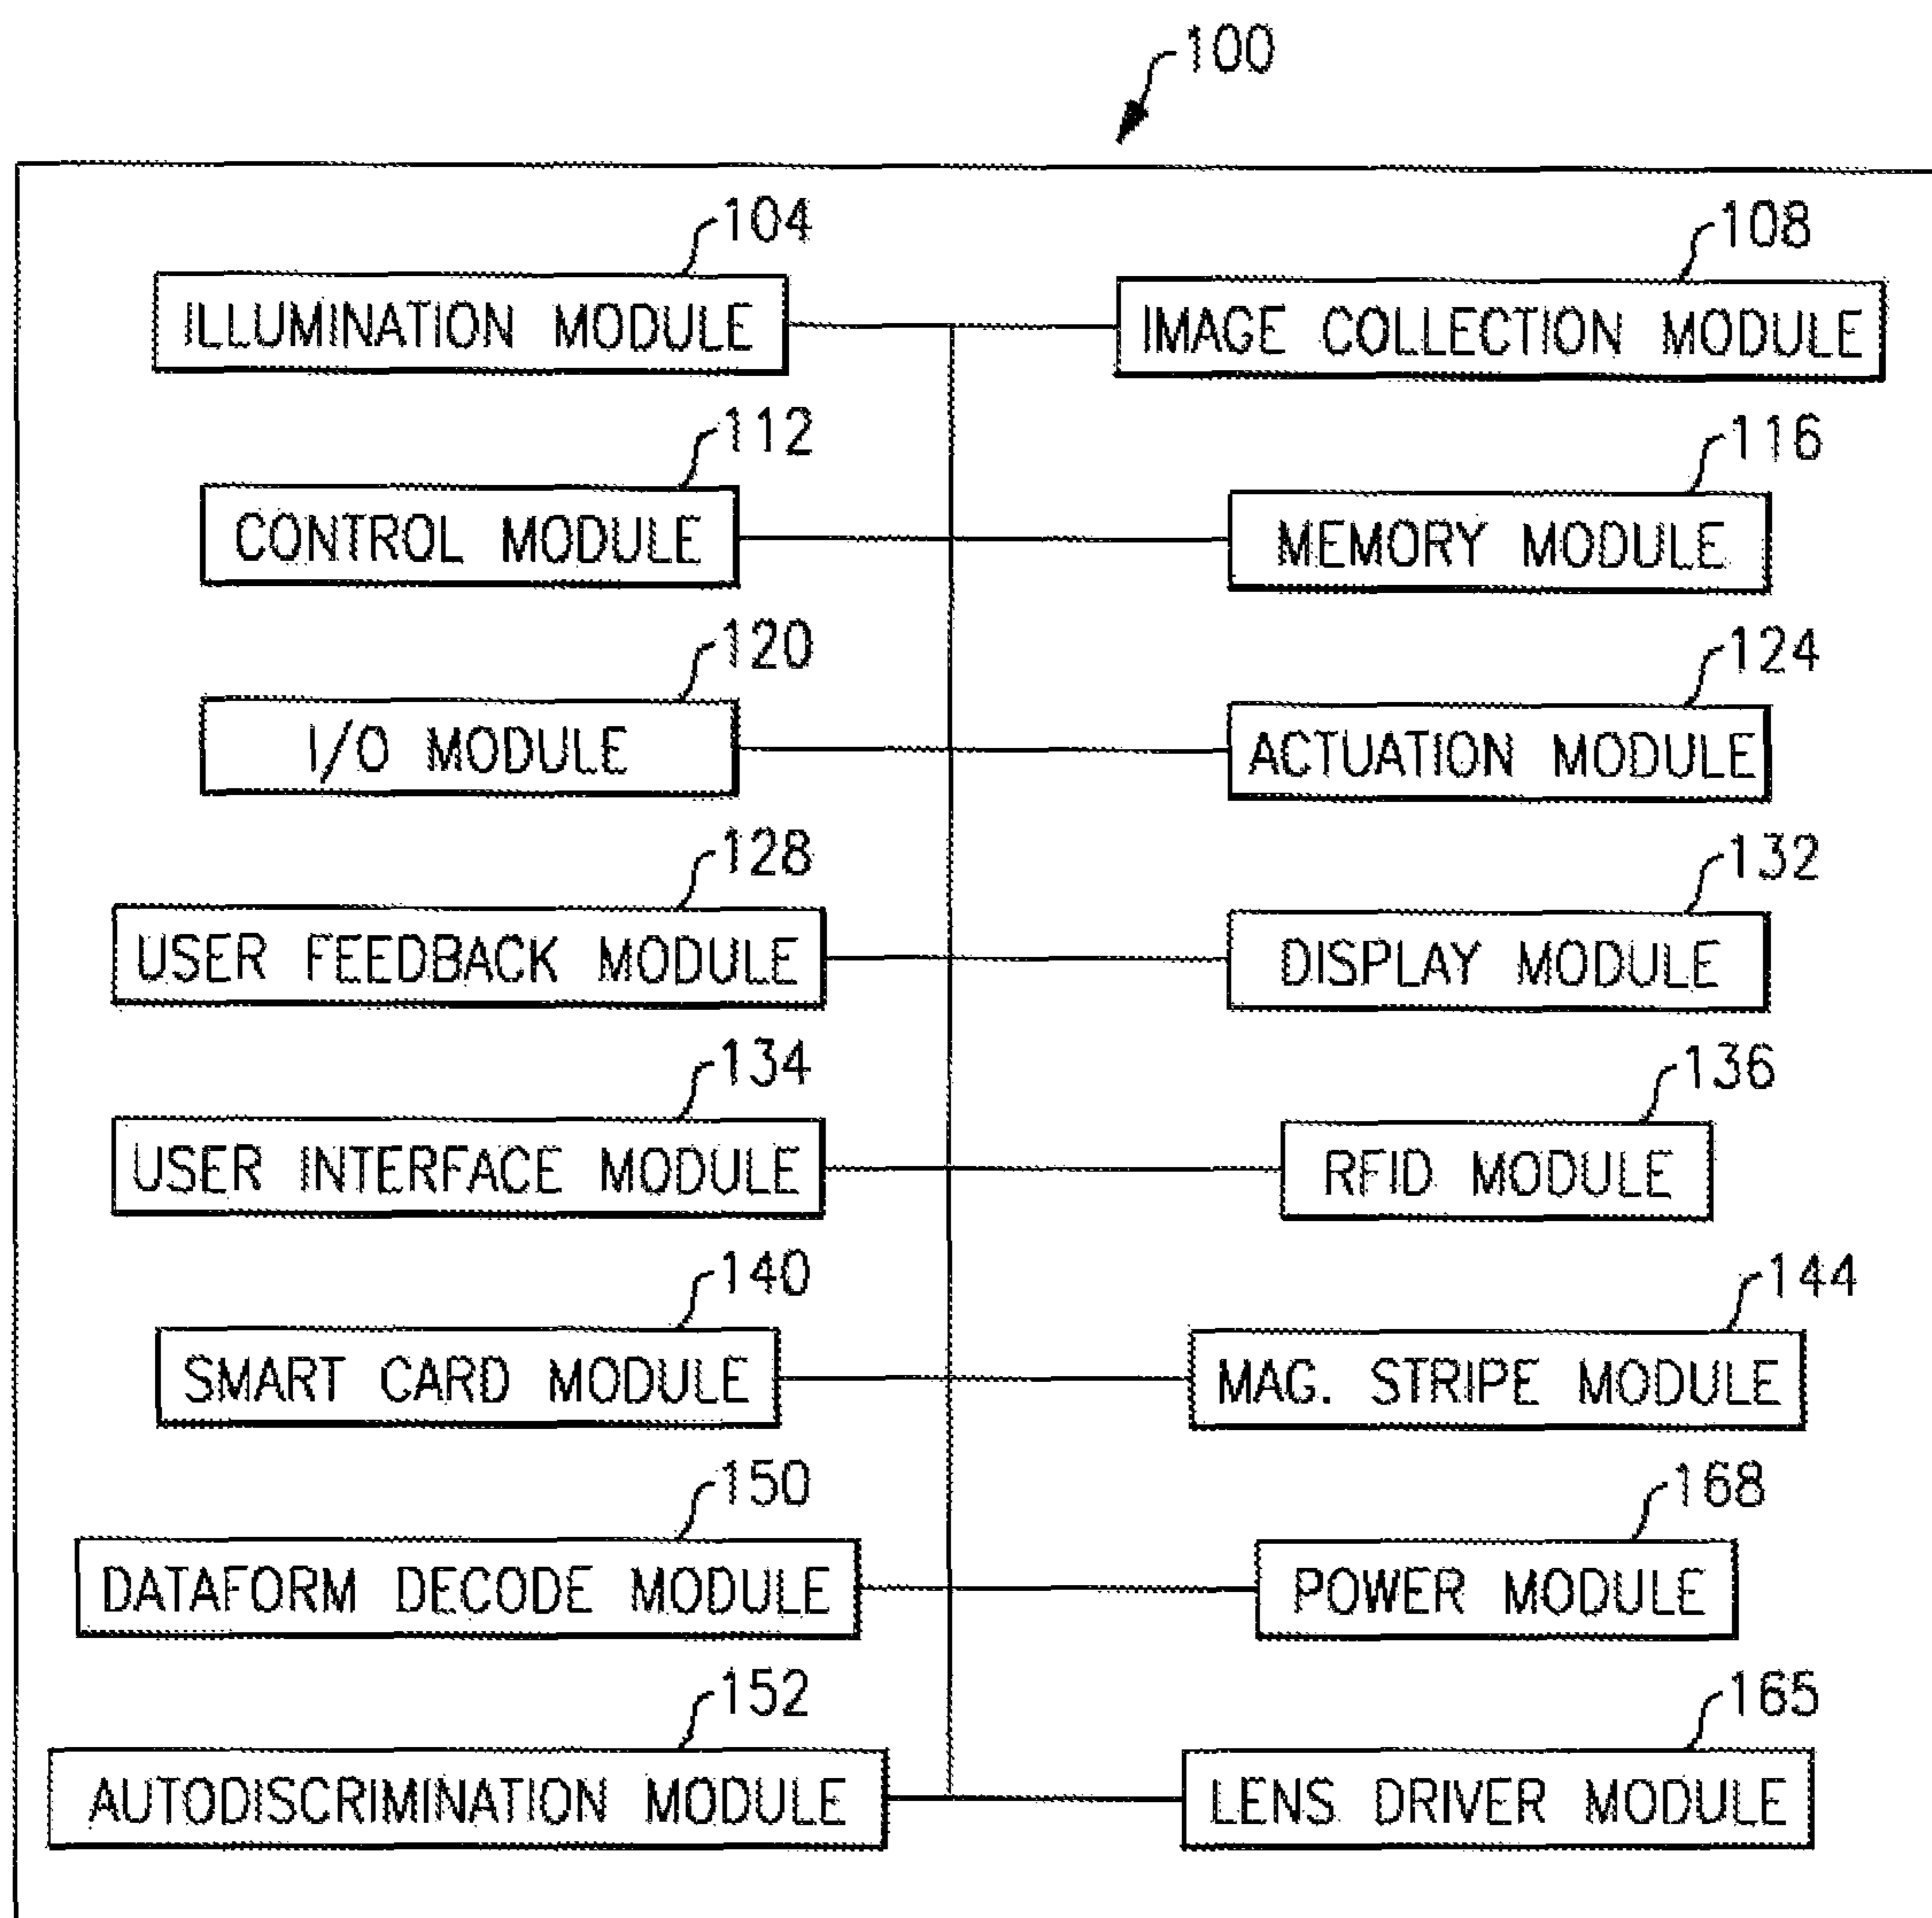 100
104
108
ILLUMINATION MODULE
IMAGE COLLECTION MODULE
112
116
CONTROL MODULE
MEMORY MODULE
120
124
I/O MODULE
ACTUATION MODULE
128
132
USER FEEDBACK MODULE
DISPLAY MODULE
134
136
USER INTERFACE MODULE
RFID MODULE
140
144
SMART CARD MODULE
MAG. STRIPE MODULE
150
168
DATAFORM DECODE MODULE
POWER MODULE
152
165
AUTODISCRIMINATION MODULE
LENS DRIVER MODULE